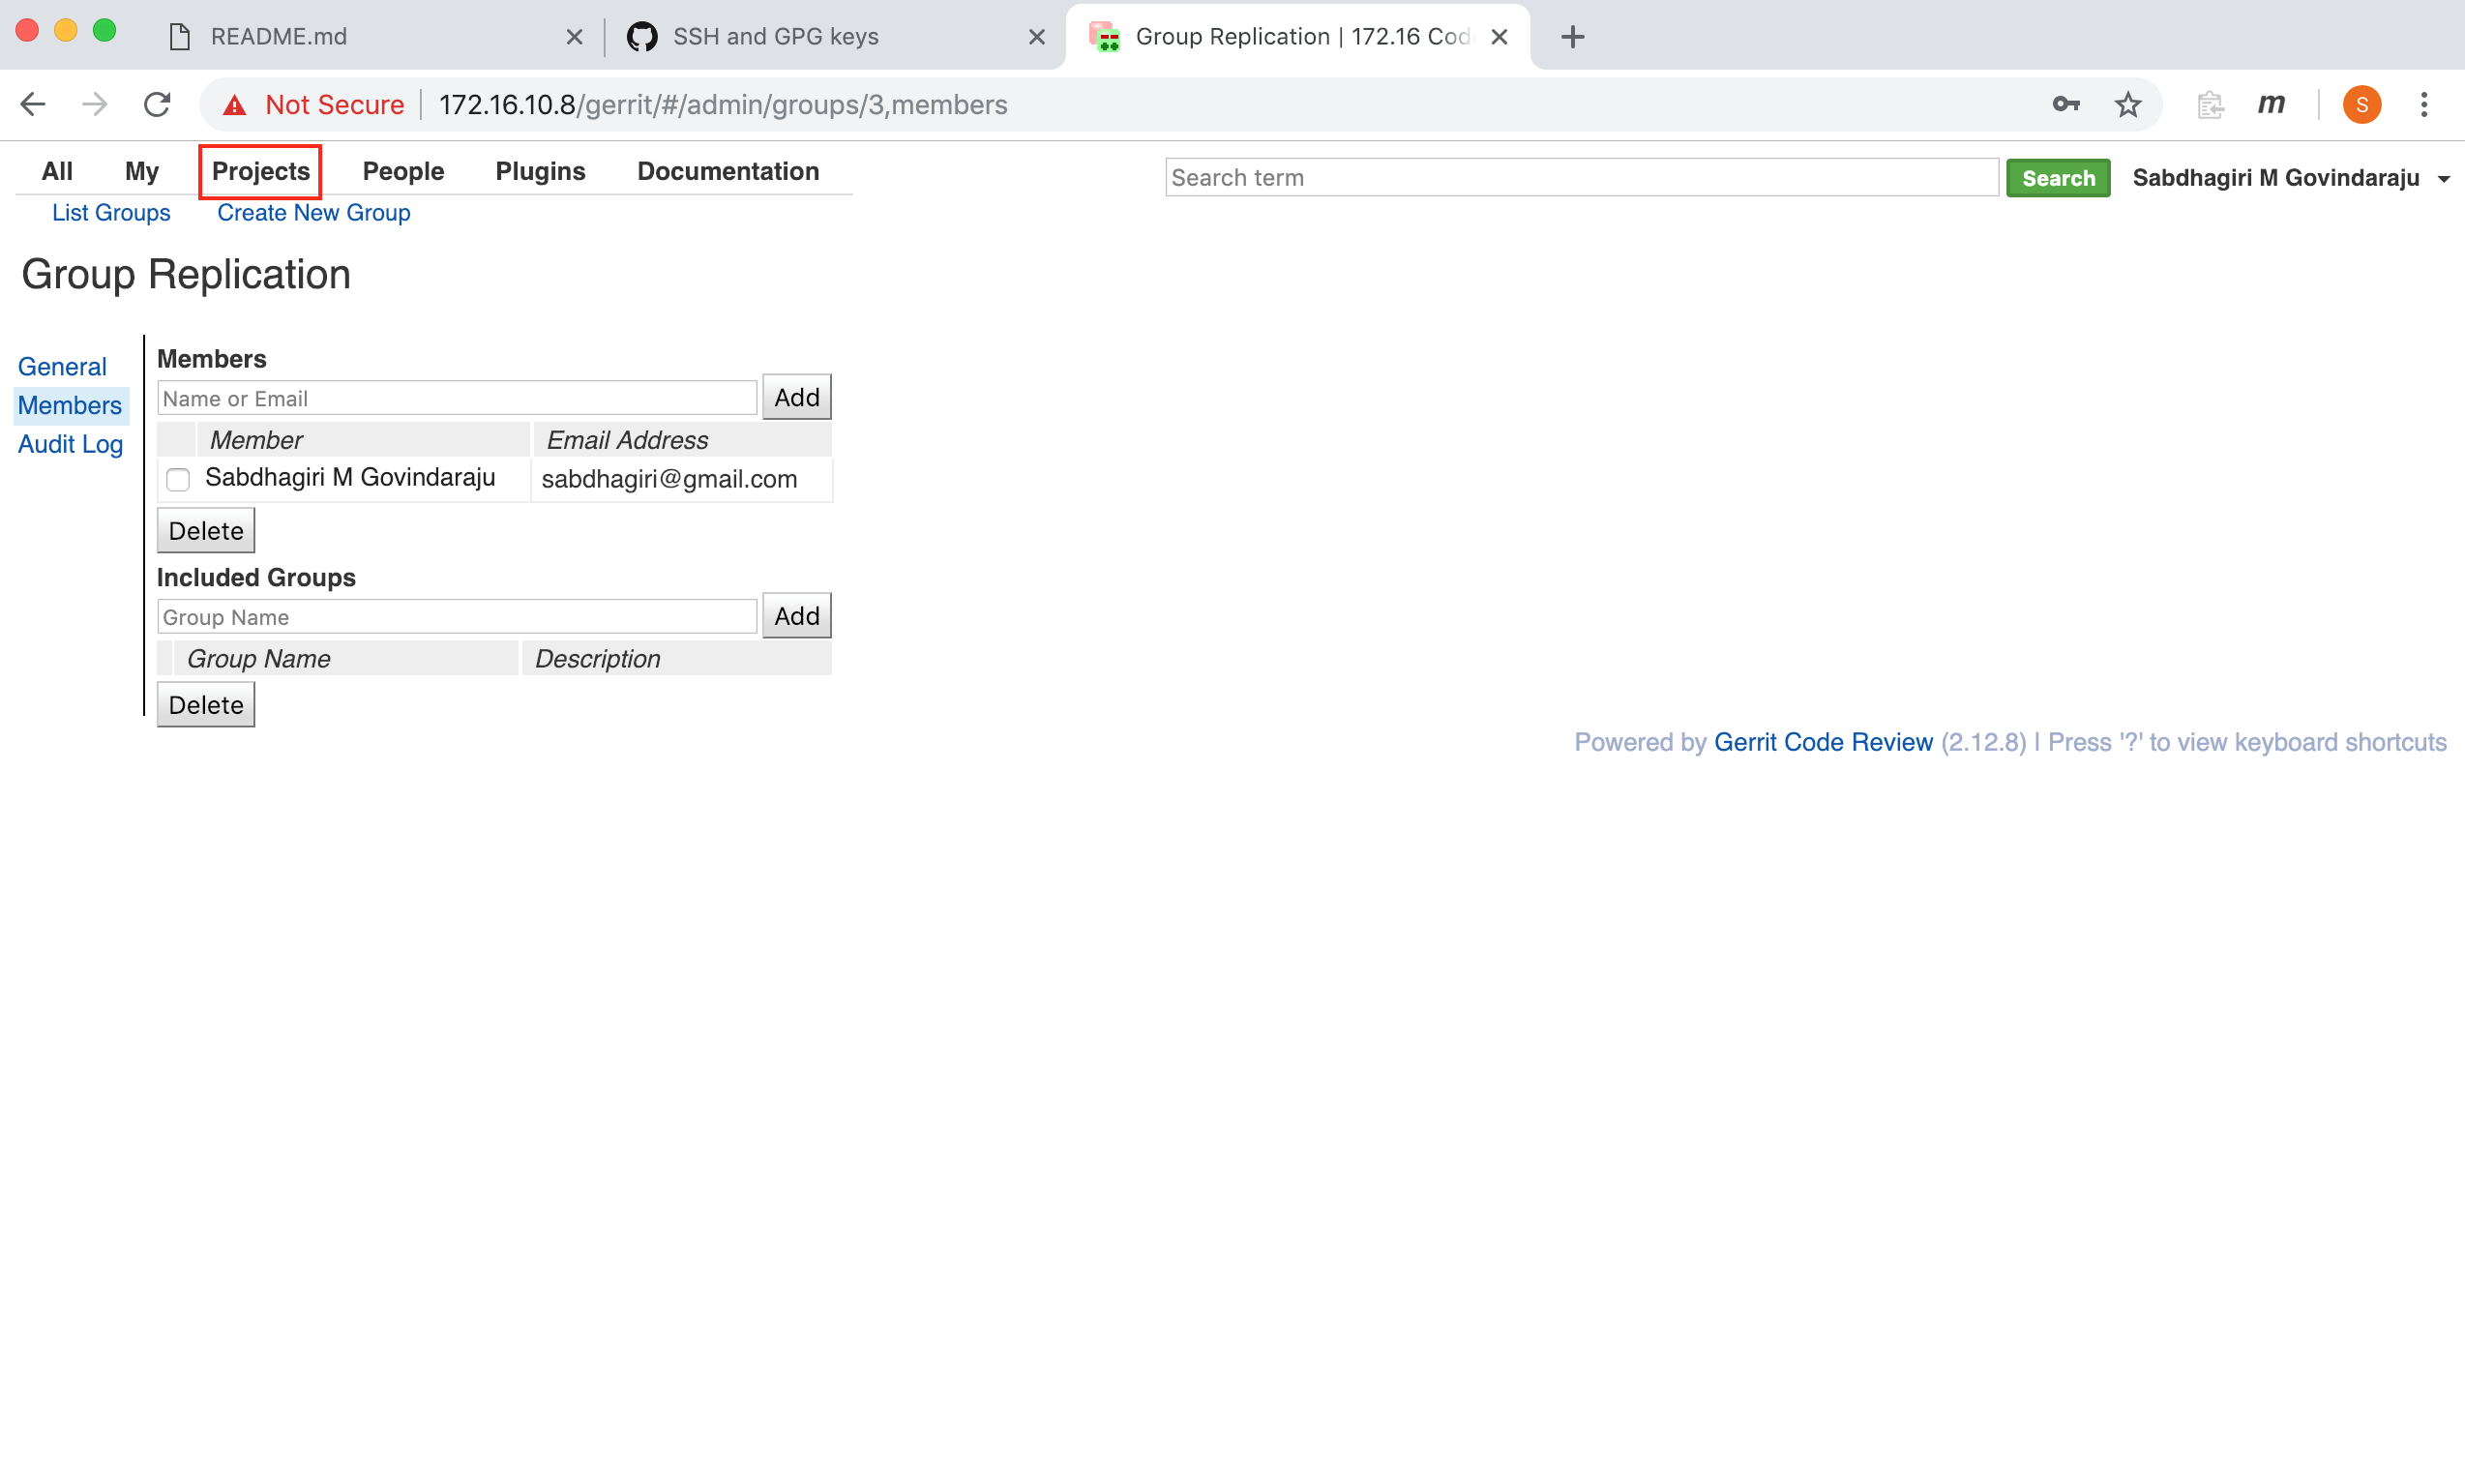 README.md
SSH and GPG keys
Group Replication | 172.16 Cod
Not Secure
172.16.10.8/gerrit/#/admin/groups/3,members
m
S
All My Projects People Plugins Documentation
Search term
Search
Sabdhagiri M Govindaraju
List Groups Create New Group
Group Replication
General
Members
Audit Log
Members
Name or Email
Add
Member Email Address
Sabdhagiri M Govindaraju sabdhagiri@gmail.com
Delete
Included Groups
Group Name
Add
Group Name Description
Delete
Powered by Gerrit Code Review (2.12.8) | Press '?' to view keyboard shortcuts